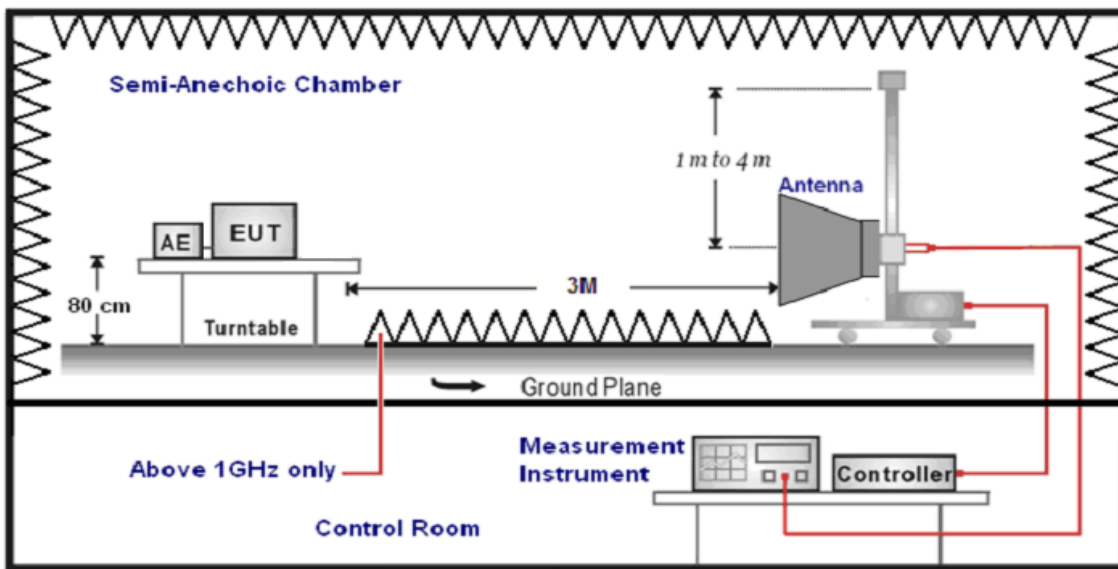 Semi-Anechoic Chamber
1 m to 4 m
Antenna
AE
EUT
80 cm
3M
Turntable
Ground Plane
Above 1GHz only
Measurement
Instrument
Controller
Control Room